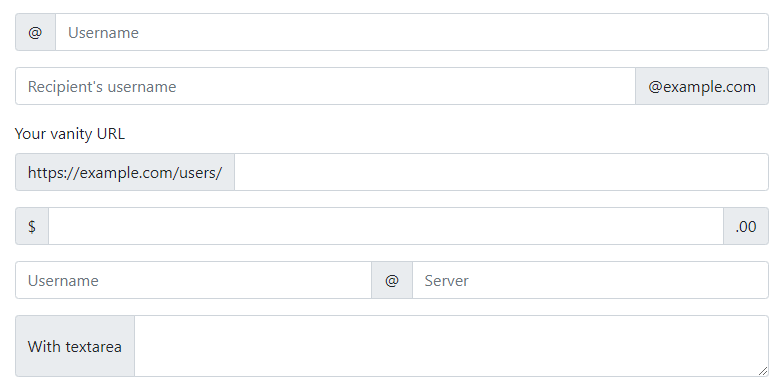 @ Username
Recipient's username @example.com
Your vanity URL
https://example.com/users/
$ .00
Username @ Server
With textarea